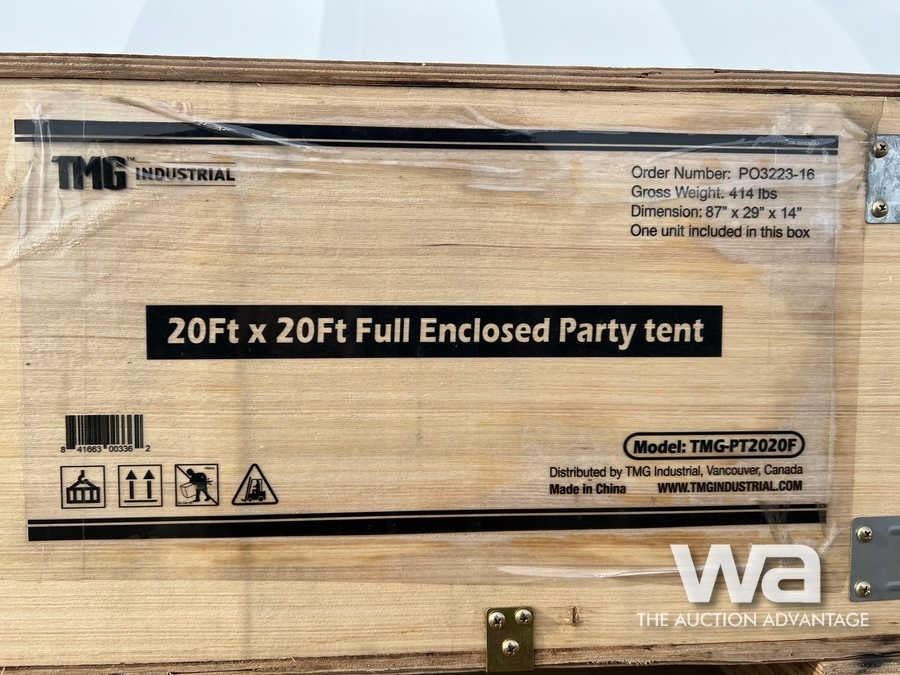 TMG™ INDUSTRIAL
Order Number: PO3223-16
Gross Weight: 414 lbs
Dimension: 87" x 29" x 14"
One unit included in this box
20Ft x 20Ft Full Enclosed Party tent
8 41663 00336 2
Model: TMG-PT2020F
Distributed by TMG Industrial, Vancouver, Canada
Made in China WWW.TMGINDUSTRIAL.COM
wa
THE AUCTION ADVANTAGE